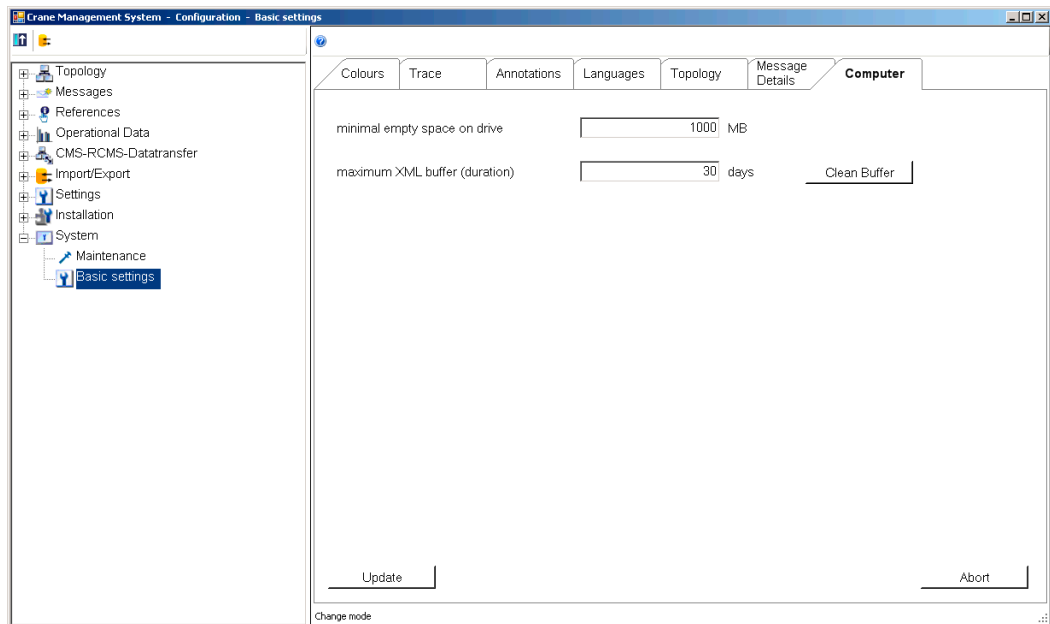 Crane Management System - Configuration - Basic settings
Topology
Messages
References
Operational Data
CMS-RCMS-Datatransfer
Import/Export
Settings
Installation
System
Maintenance
Basic settings
Colours Trace Annotations Languages Topology Message Details Computer
minimal empty space on drive 1000 MB
maximum XML buffer (duration) 30 days Clean Buffer
Update Abort
Change mode